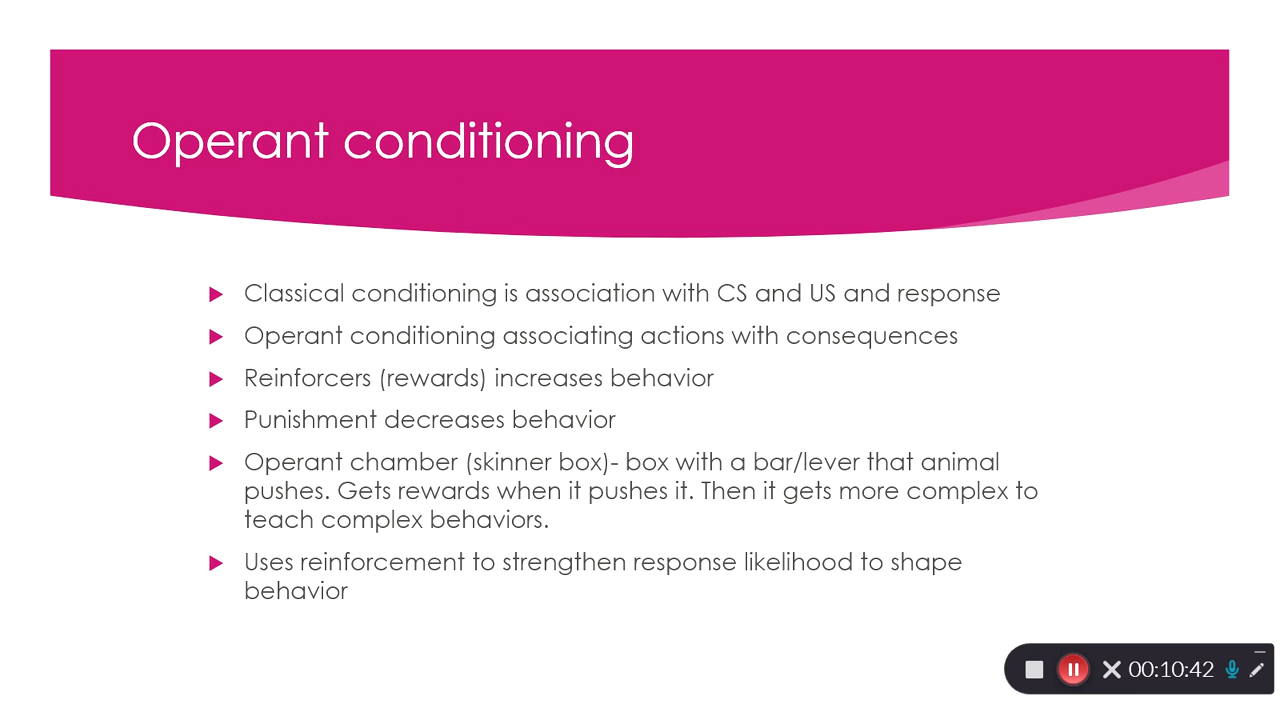 Operant conditioning
Classical conditioning is association with CS and US and response
Operant conditioning associating actions with consequences
Reinforcers (rewards) increases behavior
Punishment decreases behavior
Operant chamber (skinner box)- box with a bar/lever that animal
pushes. Gets rewards when it pushes it. Then it gets more complex to
teach complex behaviors.
Uses reinforcement to strengthen response likelihood to shape
behavior
00:10:42